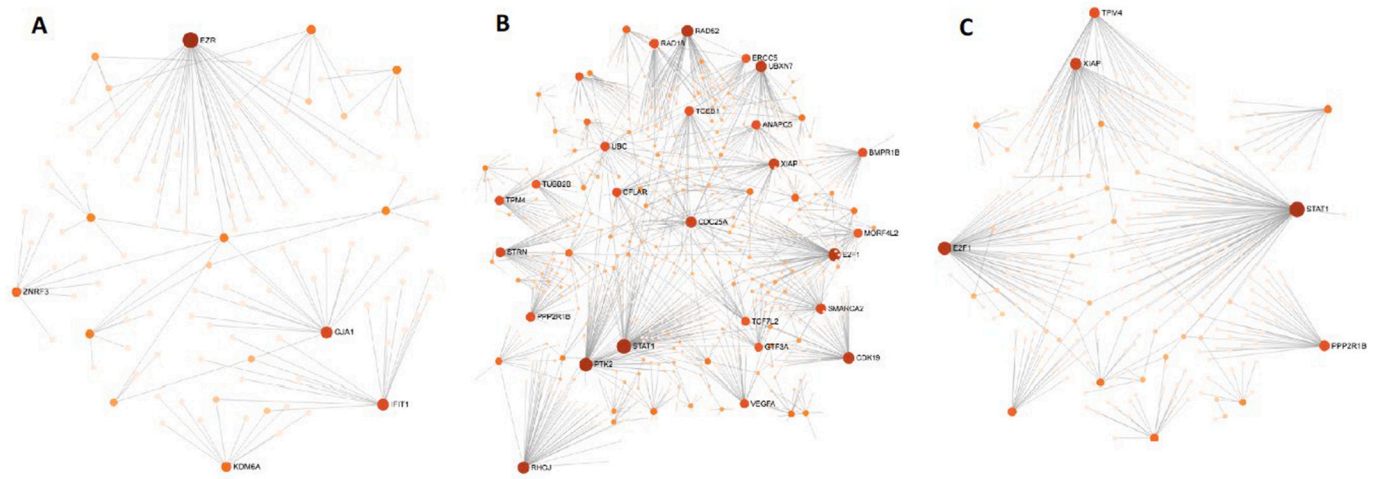 A
EZR
ZNRF3
GJA1
IFIT1
KDM6A
B
RAD52
RAD18
ERCC5
UBXN7
TCEB1
ANAPC5
UBC
BMPR1B
XIAP
TUBB2B
CFLAR
TPM4
CDC25A
MORF4L2
STRN
E2F1
SMARCA2
PPP2R1B
TCF7L2
STAT1
GTF3A
CDK19
PTK2
VEGFA
RHOJ
C
TPM4
XIAP
STAT1
E2F1
PPP2R1B